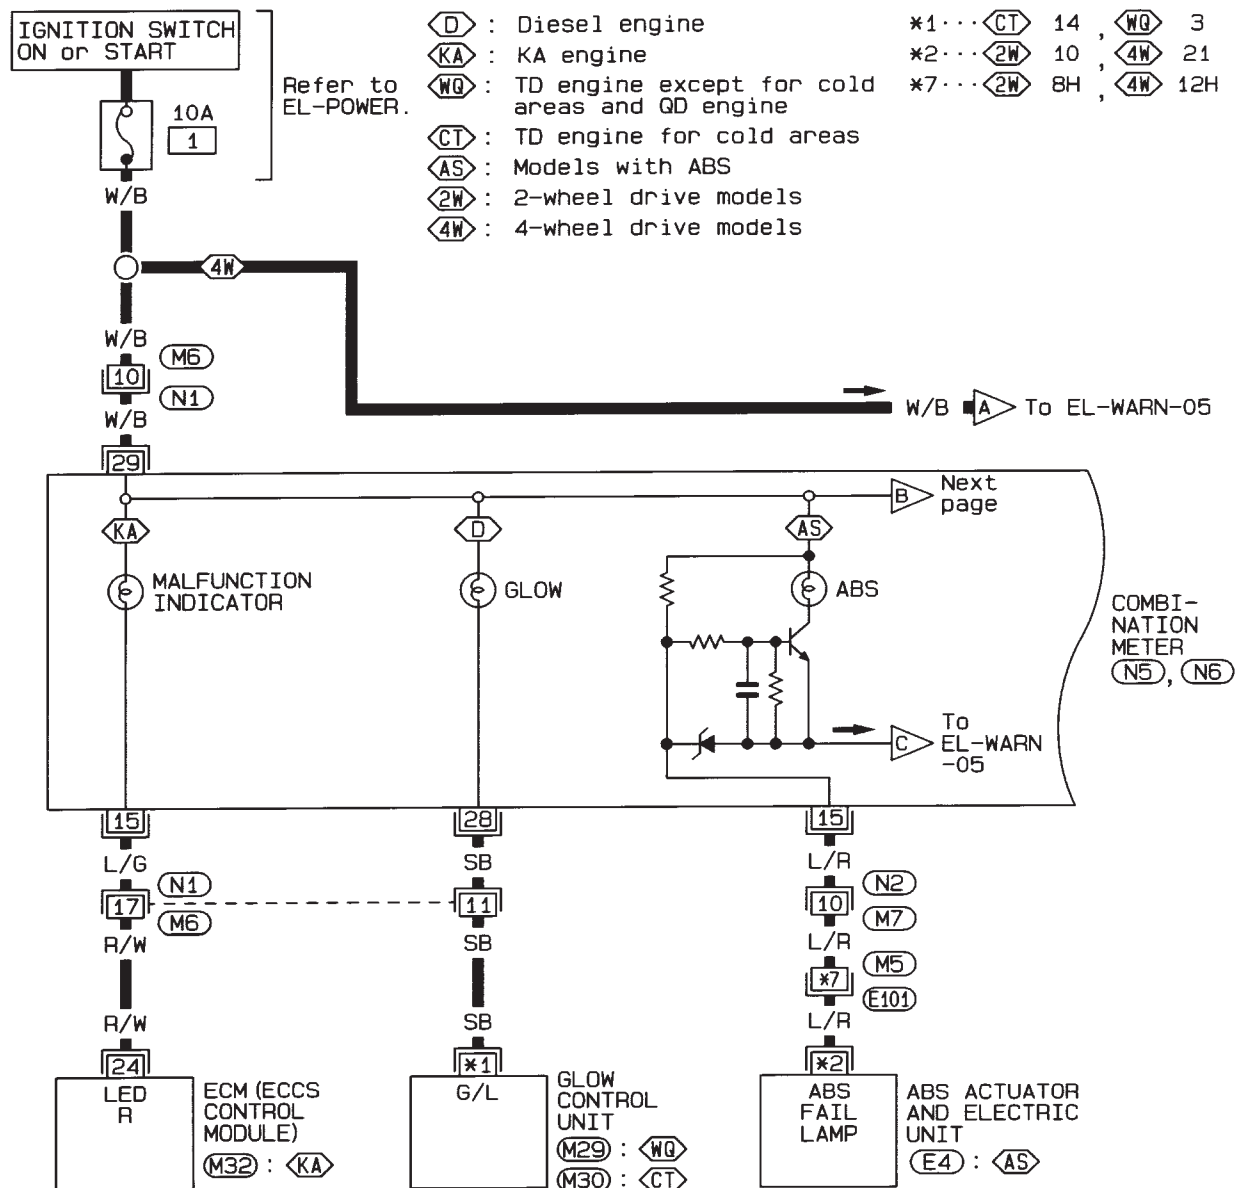 IGNITION SWITCH
ON or START
10A
1
Refer to
EL-POWER.
D : Diesel engine
KA : KA engine
WQ : TD engine except for cold
areas and QD engine
CT : TD engine for cold areas
AS : Models with ABS
2W : 2-wheel drive models
4W : 4-wheel drive models
*1··· CT 14 , WQ 3
*2··· 2W 10 , 4W 21
*7··· 2W 8H , 4W 12H
W/B
4W
W/B
M6
10
N1
W/B
W/B A To EL-WARN-05
29
B Next
page
KA
D
AS
MALFUNCTION
INDICATOR
GLOW
ABS
COMBI-
NATION
METER
N5, N6
C To
EL-WARN
-05
15
28
15
L/G
SB
L/R
N1
N2
17
11
10
M6
M7
R/W
SB
L/R
M5
*7
E101
R/W
SB
L/R
24
*1
*2
LED
R
ECM (ECCS
CONTROL
MODULE)
M32 : KA
G/L
GLOW
CONTROL
UNIT
M29 : WQ
M30 : CT
ABS
FAIL
LAMP
ABS ACTUATOR
AND ELECTRIC
UNIT
E4 : AS